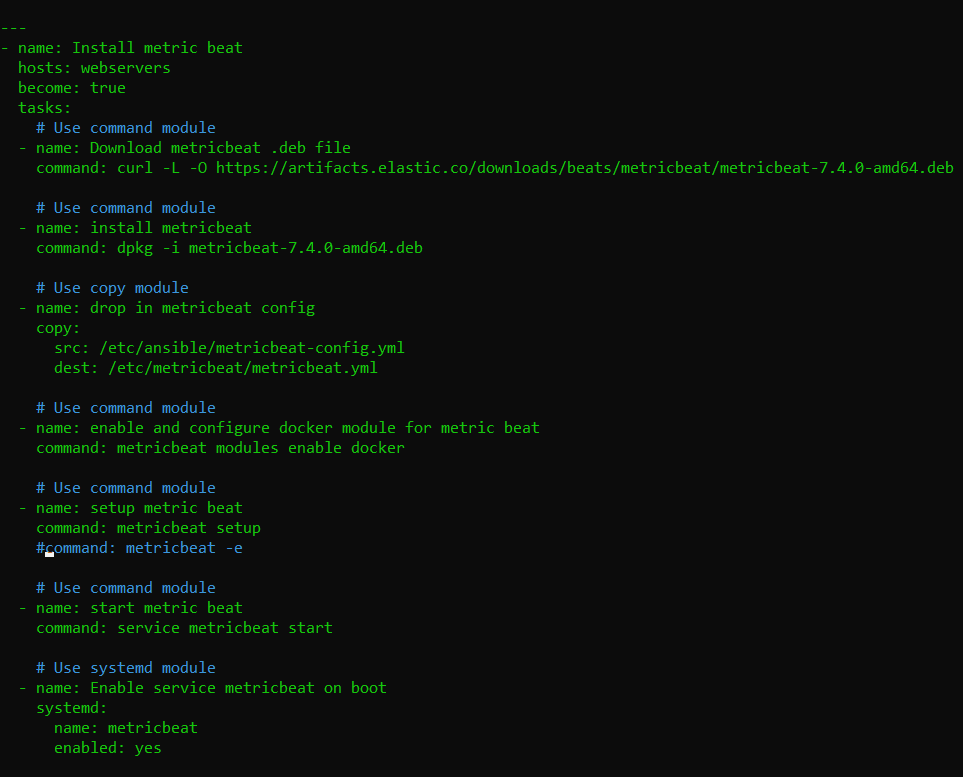 ---
- name: Install metric beat
  hosts: webservers
  become: true
  tasks:
    # Use command module
  - name: Download metricbeat .deb file
    command: curl -L -O https://artifacts.elastic.co/downloads/beats/metricbeat/metricbeat-7.4.0-amd64.deb

    # Use command module
  - name: install metricbeat
    command: dpkg -i metricbeat-7.4.0-amd64.deb

    # Use copy module
  - name: drop in metricbeat config
    copy:
      src: /etc/ansible/metricbeat-config.yml
      dest: /etc/metricbeat/metricbeat.yml

    # Use command module
  - name: enable and configure docker module for metric beat
    command: metricbeat modules enable docker

    # Use command module
  - name: setup metric beat
    command: metricbeat setup
    #command: metricbeat -e

    # Use command module
  - name: start metric beat
    command: service metricbeat start

    # Use systemd module
  - name: Enable service metricbeat on boot
    systemd:
      name: metricbeat
      enabled: yes